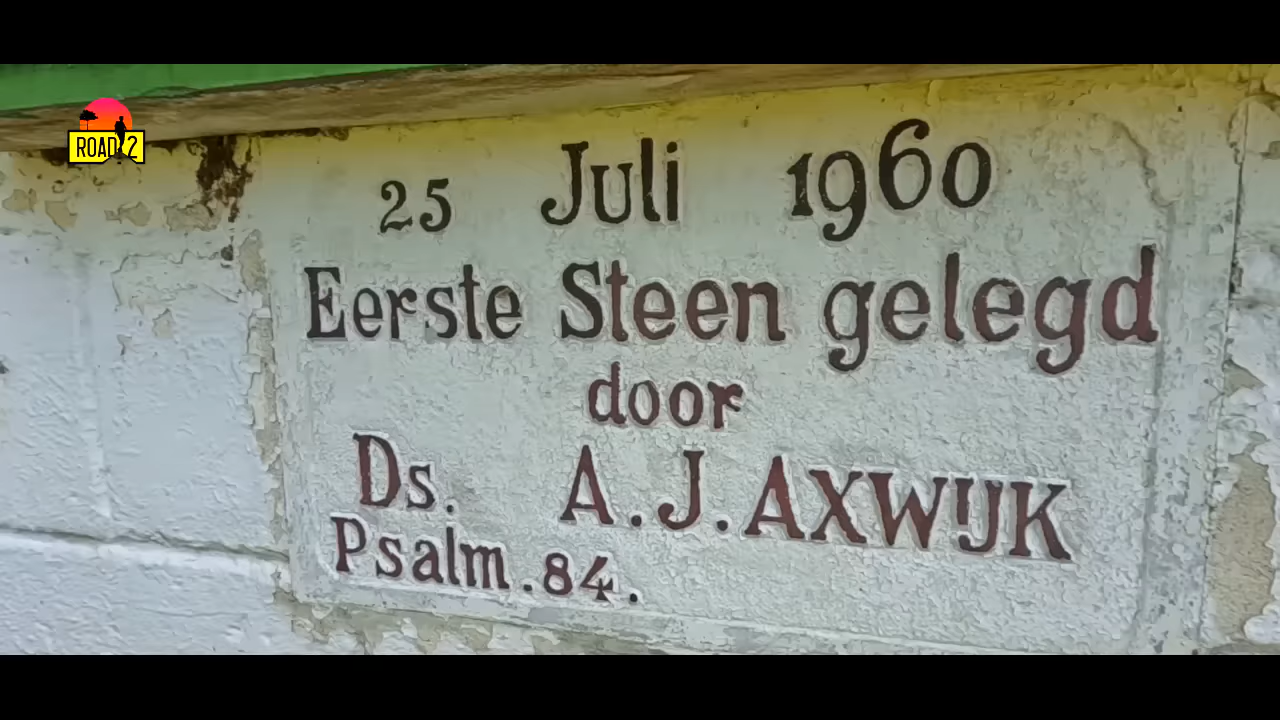 ROAD 2
25 Juli 1960
Eerste Steen gelegd
door
Ds. A.J. AXWIJK
Psalm.84.